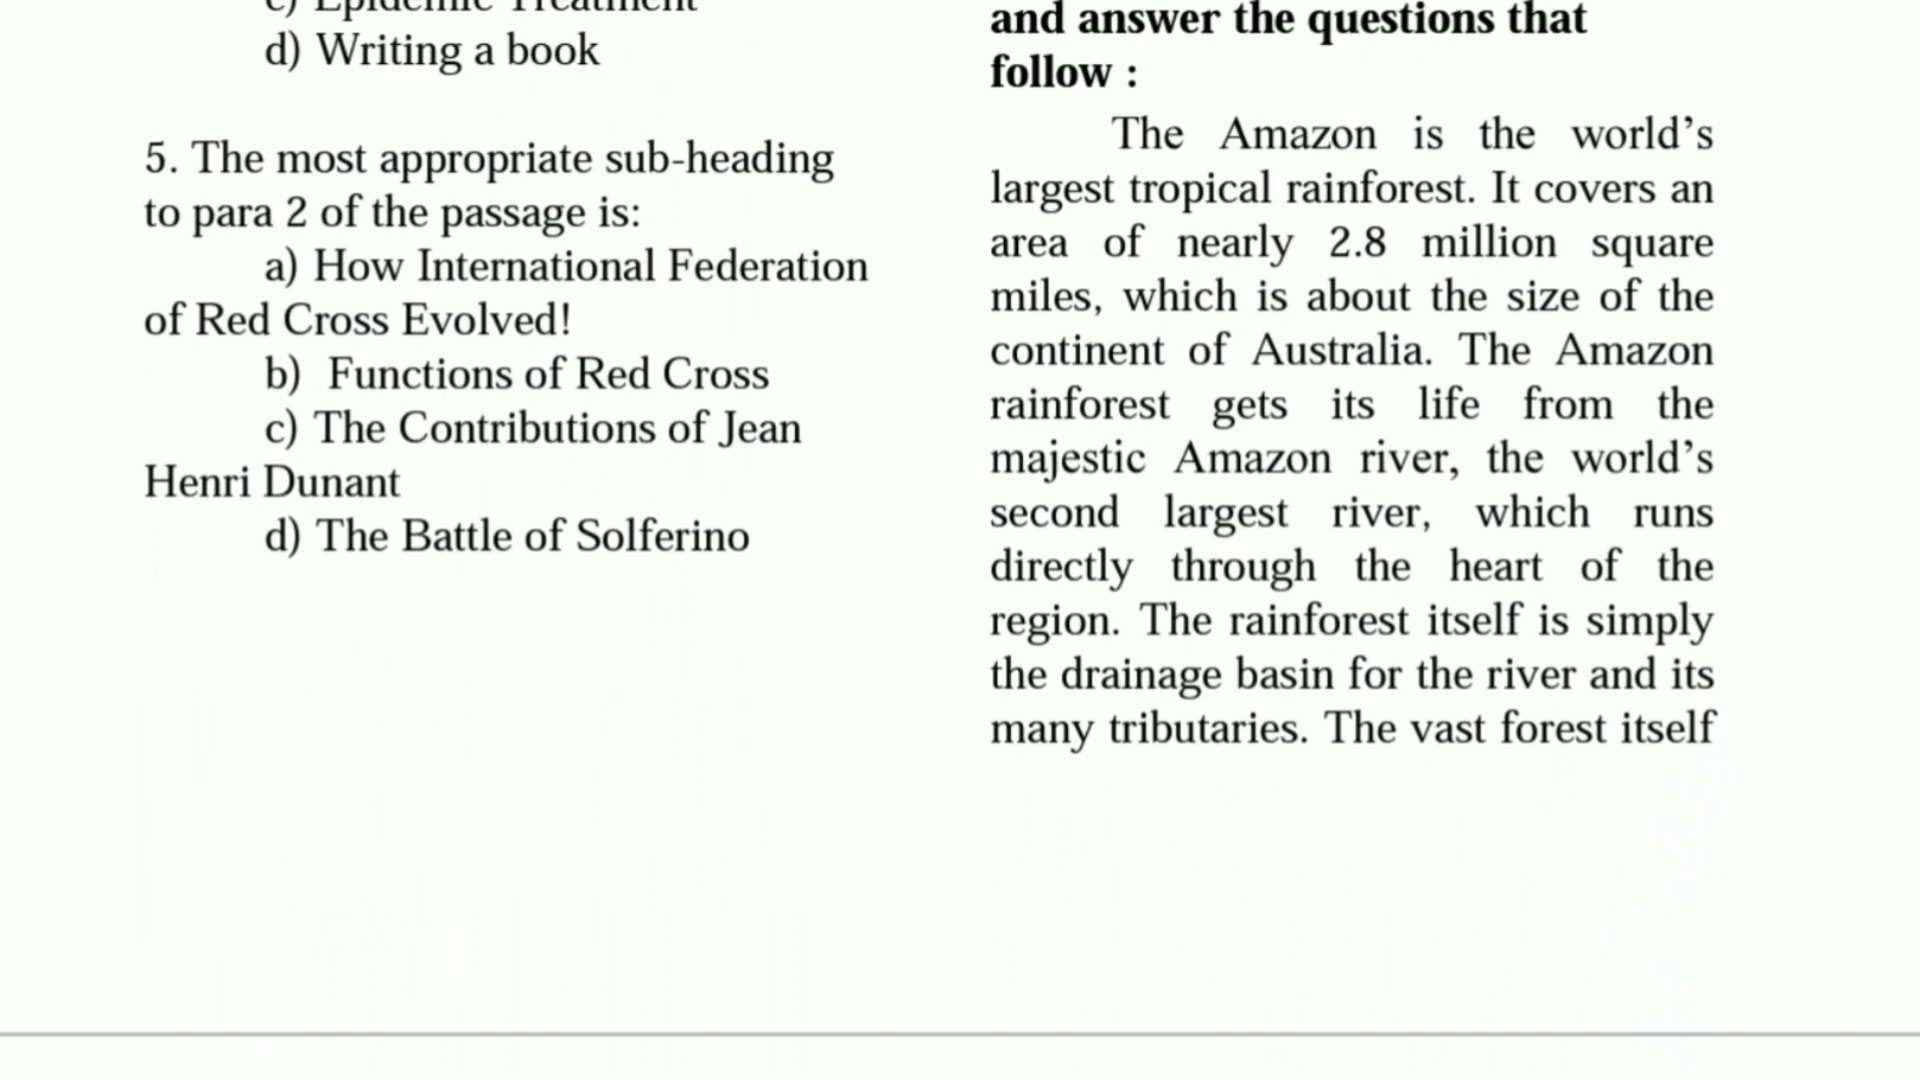 c) Epidemic Treatment
d) Writing a book
5. The most appropriate sub-heading
to para 2 of the passage is:
a) How International Federation
of Red Cross Evolved!
b) Functions of Red Cross
c) The Contributions of Jean
Henri Dunant
d) The Battle of Solferino
and answer the questions that
follow :
The Amazon is the world’s
largest tropical rainforest. It covers an
area of nearly 2.8 million square
miles, which is about the size of the
continent of Australia. The Amazon
rainforest gets its life from the
majestic Amazon river, the world’s
second largest river, which runs
directly through the heart of the
region. The rainforest itself is simply
the drainage basin for the river and its
many tributaries. The vast forest itself